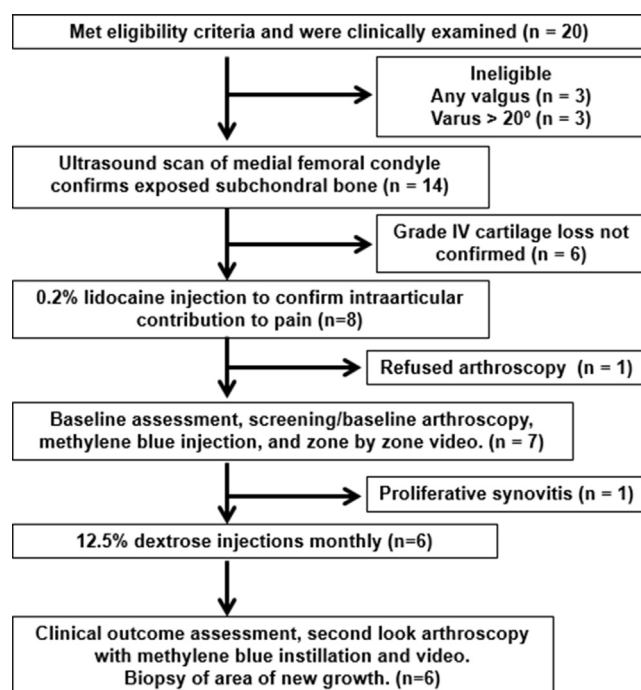 Met eligibility criteria and were clinically examined (n = 20)
Ineligible
Any valgus (n = 3)
Varus > 20º (n = 3)
Ultrasound scan of medial femoral condyle
confirms exposed subchondral bone (n = 14)
Grade IV cartilage loss not
confirmed (n = 6)
0.2% lidocaine injection to confirm intraarticular
contribution to pain (n=8)
Refused arthroscopy (n = 1)
Baseline assessment, screening/baseline arthroscopy,
methylene blue injection, and zone by zone video. (n = 7)
Proliferative synovitis (n = 1)
12.5% dextrose injections monthly (n=6)
Clinical outcome assessment, second look arthroscopy
with methylene blue instillation and video.
Biopsy of area of new growth. (n=6)